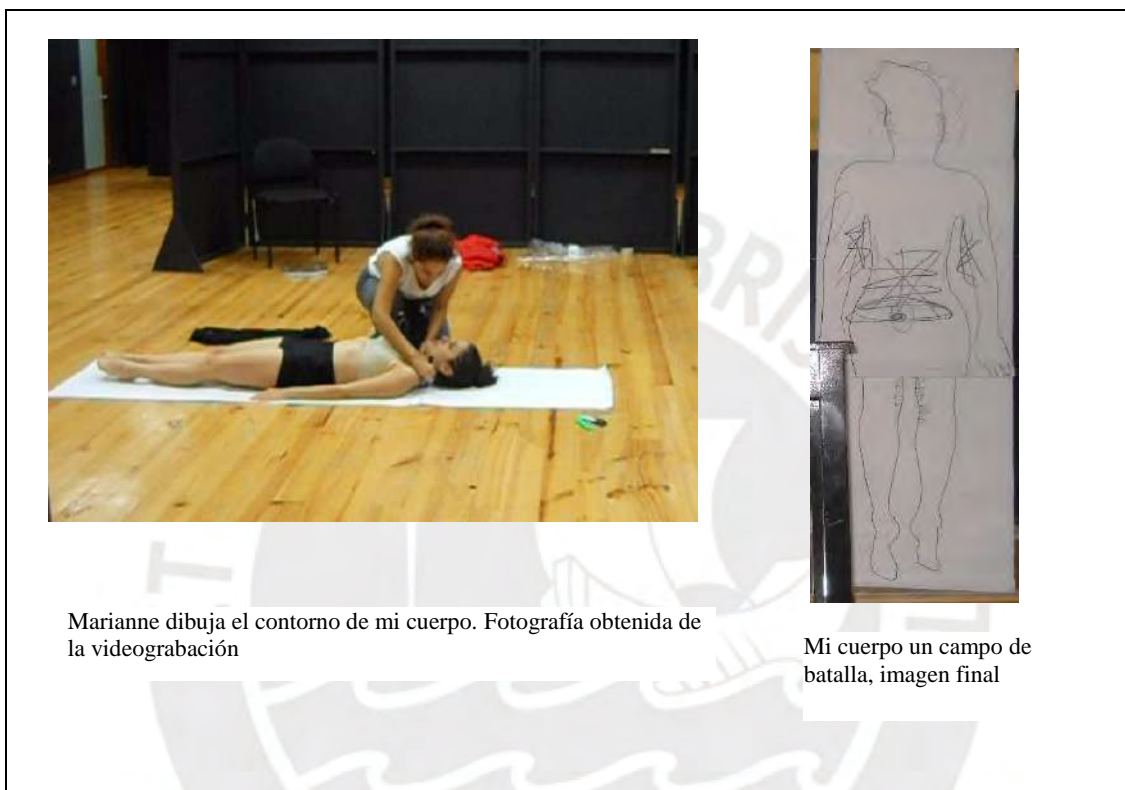 Marianne dibuja el contorno de mi cuerpo. Fotografía obtenida de
la videograbación
Mi cuerpo un campo de
batalla, imagen final